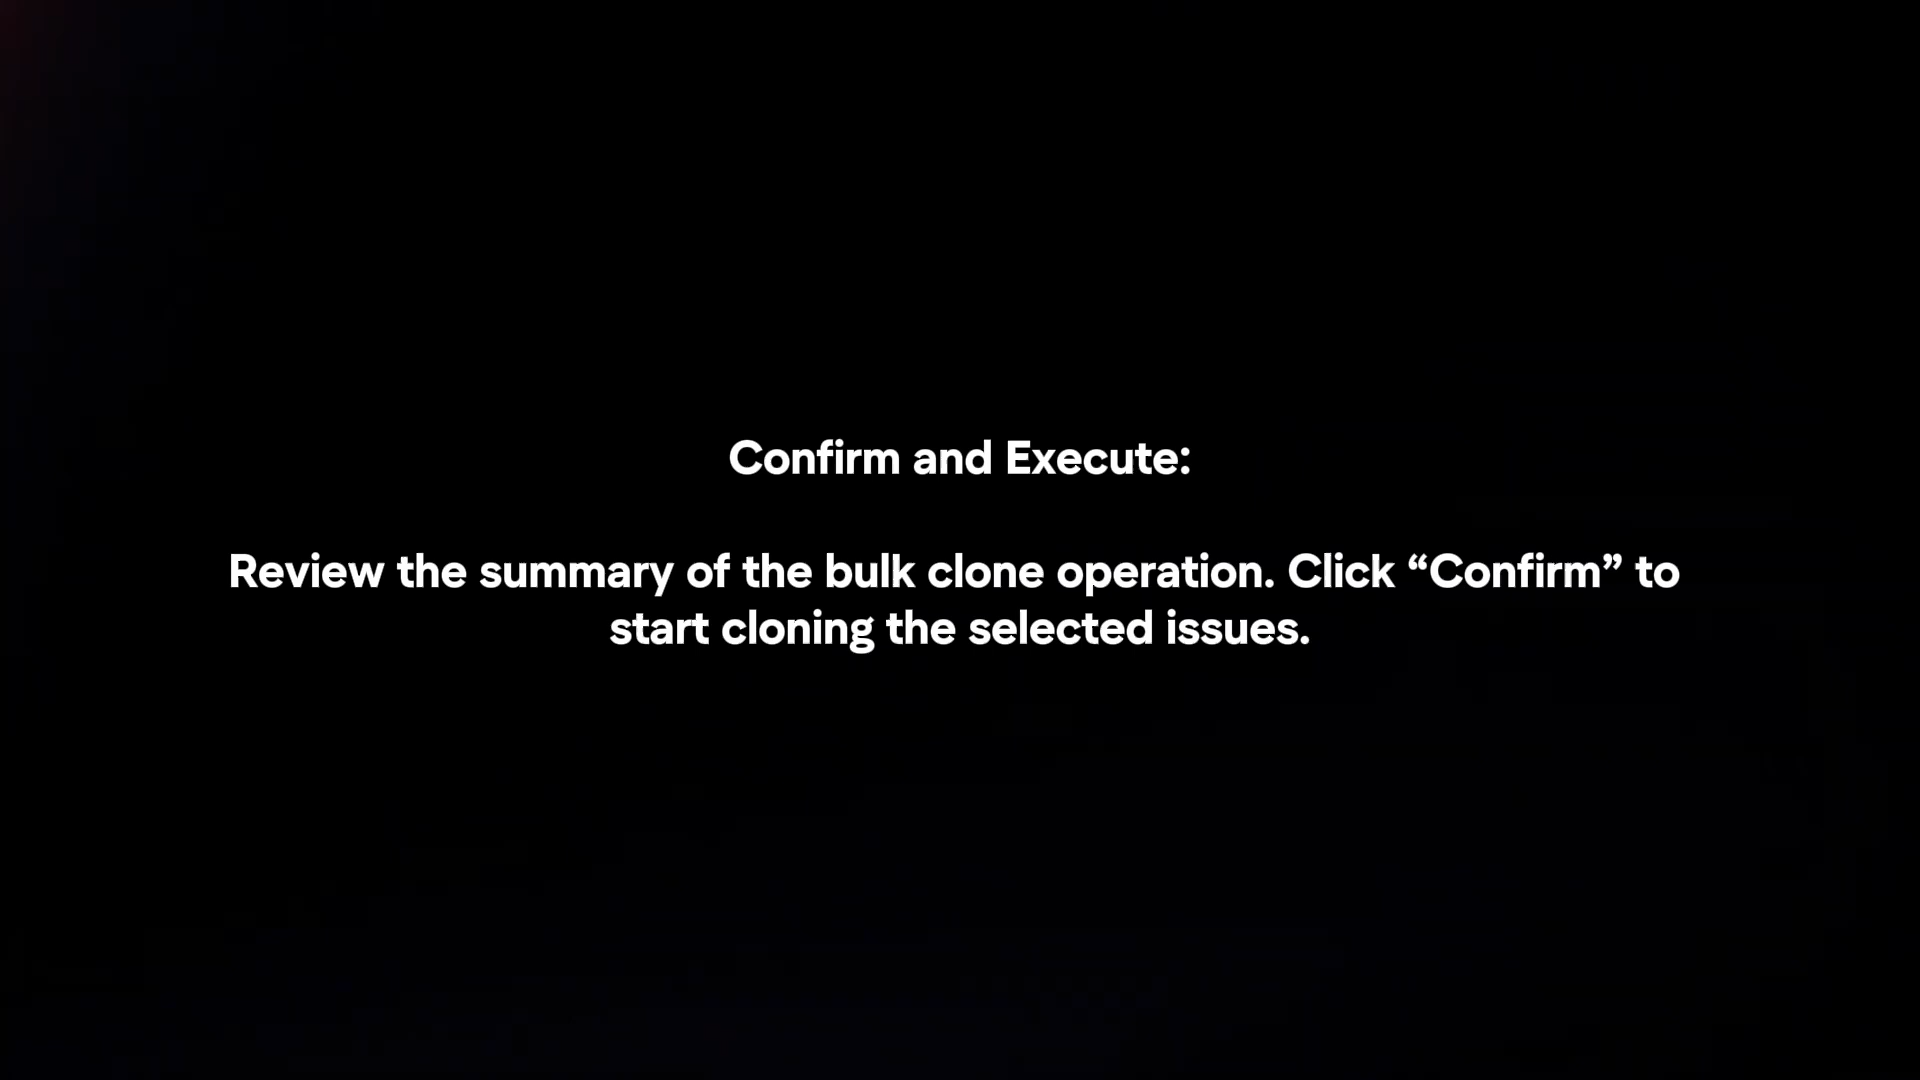 Confirm and Execute:
Review the summary of the bulk clone operation. Click “Confirm” to
start cloning the selected issues.